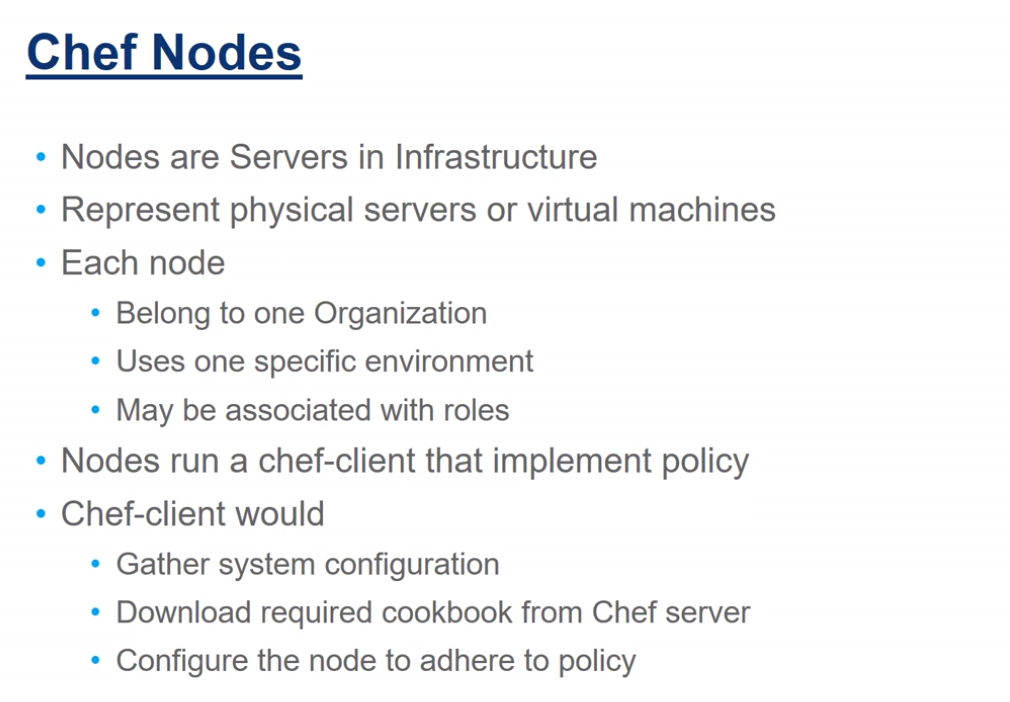 Chef Nodes
• Nodes are Servers in Infrastructure
• Represent physical servers or virtual machines
• Each node
• Belong to one Organization
• Uses one specific environment
• May be associated with roles
• Nodes run a chef-client that implement policy
• Chef-client would
• Gather system configuration
• Download required cookbook from Chef server
• Configure the node to adhere to policy